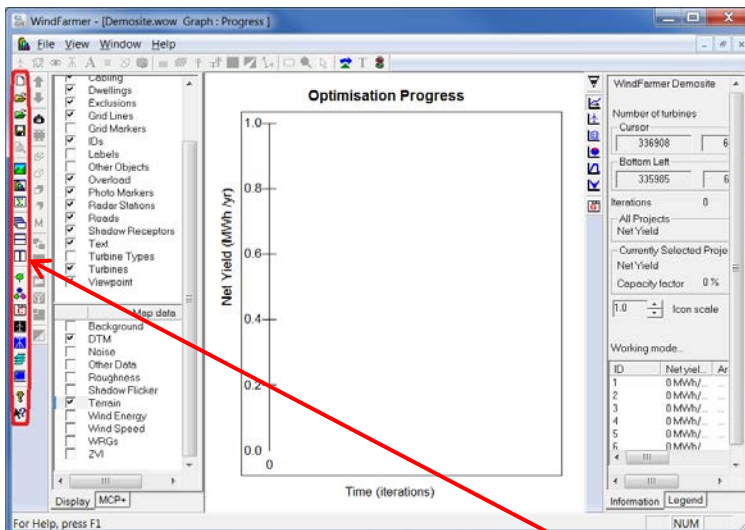 WindFarmer - [Demosite.wow Graph : Progress ]
File View Window Help
Cabling
Dwellings
Exclusions
Grid Lines
Grid Markers
IDs
Labels
Other Objects
Overload
Photo Markers
Radar Stations
Roads
Shadow Receptors
Text
Turbine Types
Turbines
Viewpoint
Map data
Background
DTM
Noise
Other Data
Roughness
Shadow Flicker
Terrain
Wind Energy
Wind Speed
WRGs
ZVI
Display MCP+
Optimisation Progress
Net Yield (MWh /yr)
1.0
0.8
0.6
0.4
0.2
0.0
0
Time (iterations)
WindFarmer Demosite
Number of turbines
Cursor
336908 6
Bottom Left
335985 6
Iterations 0
All Projects
Net Yield
Currently Selected Proje
Net Yield
Capacity factor 0 %
1.0 Icon scale
Working mode...
ID Net yiel... Ar
1 0 MWh/... ...
2 0 MWh/... ...
3 0 MWh/... ...
4 0 MWh/... ...
5 0 MWh/... ...
6 0 MWh/... ...
Information Legend
For Help, press F1
NUM